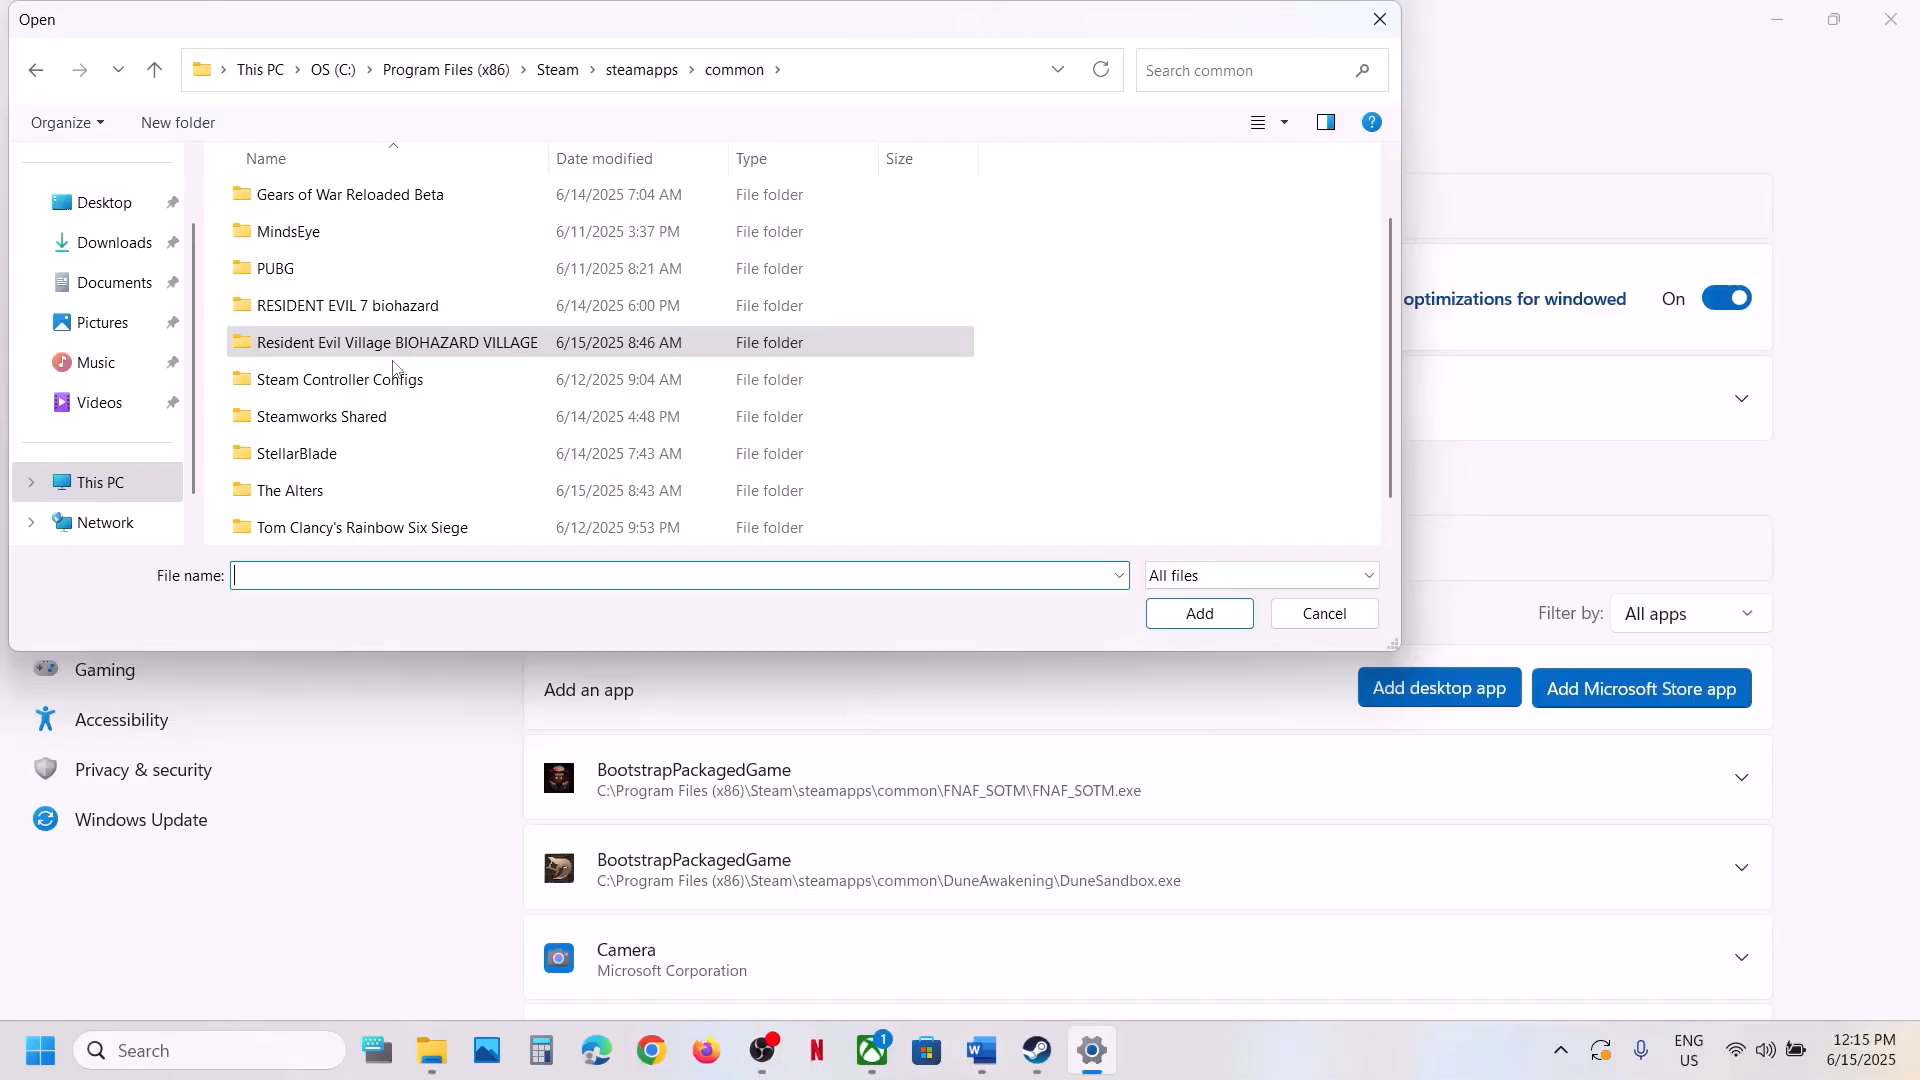 Open
This PC
OS (C:)
Program Files (x86)
Steam
steamapps
common
Search common
Organize
New folder
Name
Date modified
Type
Size
Gears of War Reloaded Beta 6/14/2025 7:04 AM File folder
MindsEye 6/11/2025 3:37 PM File folder
PUBG 6/11/2025 8:21 AM File folder
RESIDENT EVIL 7 biohazard 6/14/2025 6:00 PM File folder
Resident Evil Village BIOHAZARD VILLAGE 6/15/2025 8:46 AM File folder
Steam Controller Configs 6/12/2025 9:04 AM File folder
Steamworks Shared 6/14/2025 4:48 PM File folder
StellarBlade 6/14/2025 7:43 AM File folder
The Alters 6/15/2025 8:43 AM File folder
Tom Clancy's Rainbow Six Siege 6/12/2025 9:53 PM File folder
Desktop
Downloads
Documents
Pictures
Music
Videos
This PC
Network
File name:
All files
Add
Cancel
optimizations for windowed
On
Filter by:
All apps
Gaming
Accessibility
Privacy & security
Windows Update
Add an app
Add desktop app
Add Microsoft Store app
BootstrapPackagedGame
C:\Program Files (x86)\Steam\steamapps\common\FNAF_SOTM\FNAF_SOTM.exe
BootstrapPackagedGame
C:\Program Files (x86)\Steam\steamapps\common\DuneAwakening\DuneSandbox.exe
Camera
Microsoft Corporation
Search
1
ENG
US
12:15 PM
6/15/2025